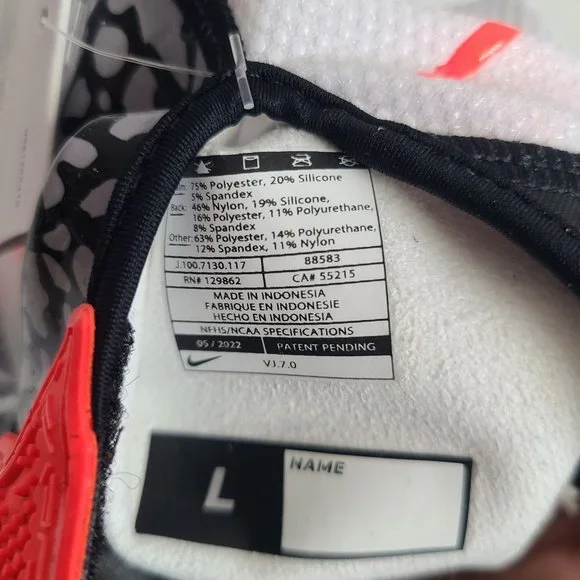 75% Polyester, 20% Silicone
5% Spandex
Back: 46% Nylon, 19% Silicone,
16% Polyester, 11% Polyurethane,
8% Spandex
Other: 63% Polyester, 14% Polyurethane,
12% Spandex, 11% Nylon
J.100.7130.117 88583
RN# 129862 CA# 55215
MADE IN INDONESIA
FABRIQUE EN INDONESIE
HECHO EN INDONESIA
NFHS/NCAA SPECIFICATIONS
05 / 2022 PATENT PENDING
VJ.7.0
L NAME